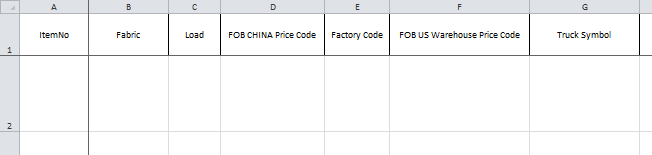 A B C D E F G
1 ItemNo Fabric Load FOB CHINA Price Code Factory Code FOB US Warehouse Price Code Truck Symbol
2